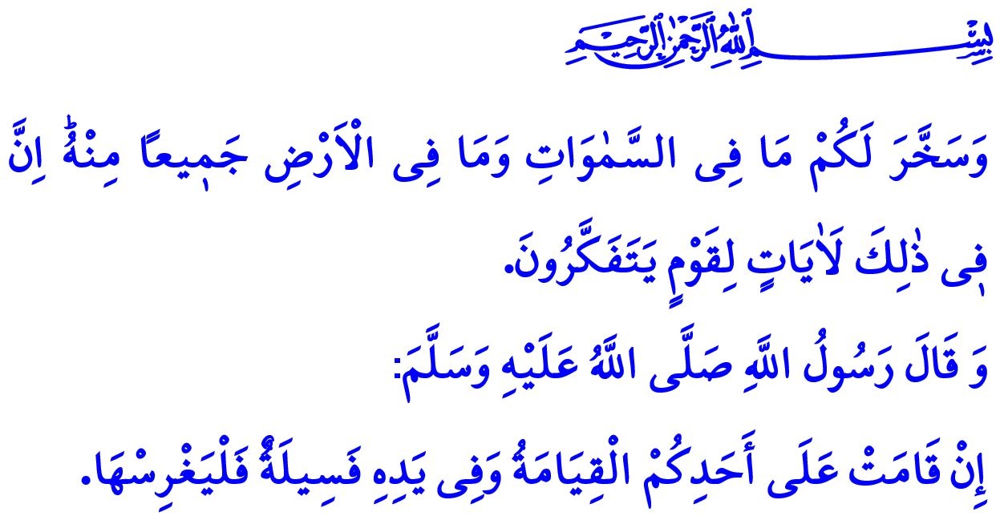 بِسْمِ اللّٰهِ الرَّحْمٰنِ الرَّحِيمِ
وَسَخَّرَ لَكُمْ مَا فِى السَّمٰوَاتِ وَمَا فِى الْاَرْضِ جَمٖيعًا مِنْهُؕ اِنَّ
فٖى ذٰلِكَ لَاٰيَاتٍ لِقَوْمٍ يَتَفَكَّرُونَ.
وَ قَالَ رَسُولُ اللَّهِ صَلَّى اللَّهُ عَلَيْهِ وَسَلَّمَ:
إِنْ قَامَتْ عَلَى أَحَدِكُمْ الْقِيَامَةُ وَفِى يَدِهِ فَسِيلَةٌ فَلْيَغْرِسْهَا.